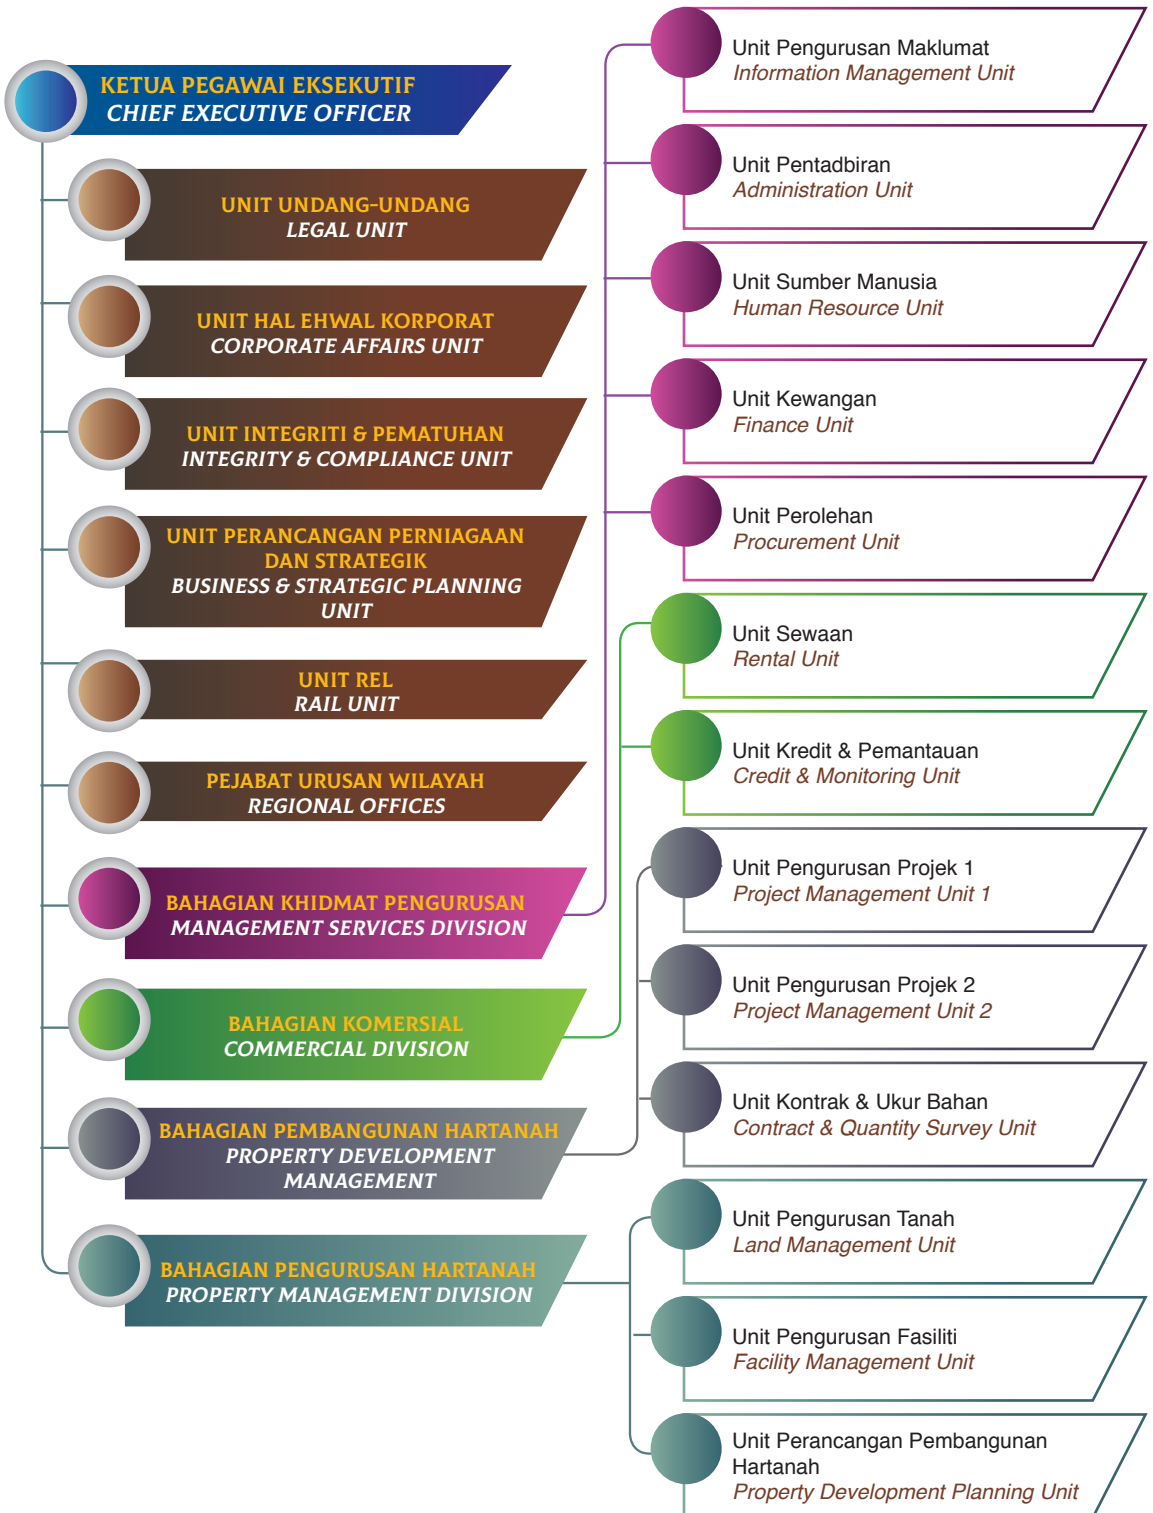 KETUA PEGAWAI EKSEKUTIF
CHIEF EXECUTIVE OFFICER
UNIT UNDANG-UNDANG
LEGAL UNIT
UNIT HAL EHWAL KORPORAT
CORPORATE AFFAIRS UNIT
UNIT INTEGRITI & PEMATUHAN
INTEGRITY & COMPLIANCE UNIT
UNIT PERANCANGAN PERNIAGAAN
DAN STRATEGIK
BUSINESS & STRATEGIC PLANNING
UNIT
UNIT REL
RAIL UNIT
PEJABAT URUSAN WILAYAH
REGIONAL OFFICES
BAHAGIAN KHIDMAT PENGURUSAN
MANAGEMENT SERVICES DIVISION
BAHAGIAN KOMERSIAL
COMMERCIAL DIVISION
BAHAGIAN PEMBANGUNAN HARTANAH
PROPERTY DEVELOPMENT
MANAGEMENT
BAHAGIAN PENGURUSAN HARTANAH
PROPERTY MANAGEMENT DIVISION
Unit Pengurusan Maklumat
Information Management Unit
Unit Pentadbiran
Administration Unit
Unit Sumber Manusia
Human Resource Unit
Unit Kewangan
Finance Unit
Unit Perolehan
Procurement Unit
Unit Sewaan
Rental Unit
Unit Kredit & Pemantauan
Credit & Monitoring Unit
Unit Pengurusan Projek 1
Project Management Unit 1
Unit Pengurusan Projek 2
Project Management Unit 2
Unit Kontrak & Ukur Bahan
Contract & Quantity Survey Unit
Unit Pengurusan Tanah
Land Management Unit
Unit Pengurusan Fasiliti
Facility Management Unit
Unit Perancangan Pembangunan
Hartanah
Property Development Planning Unit